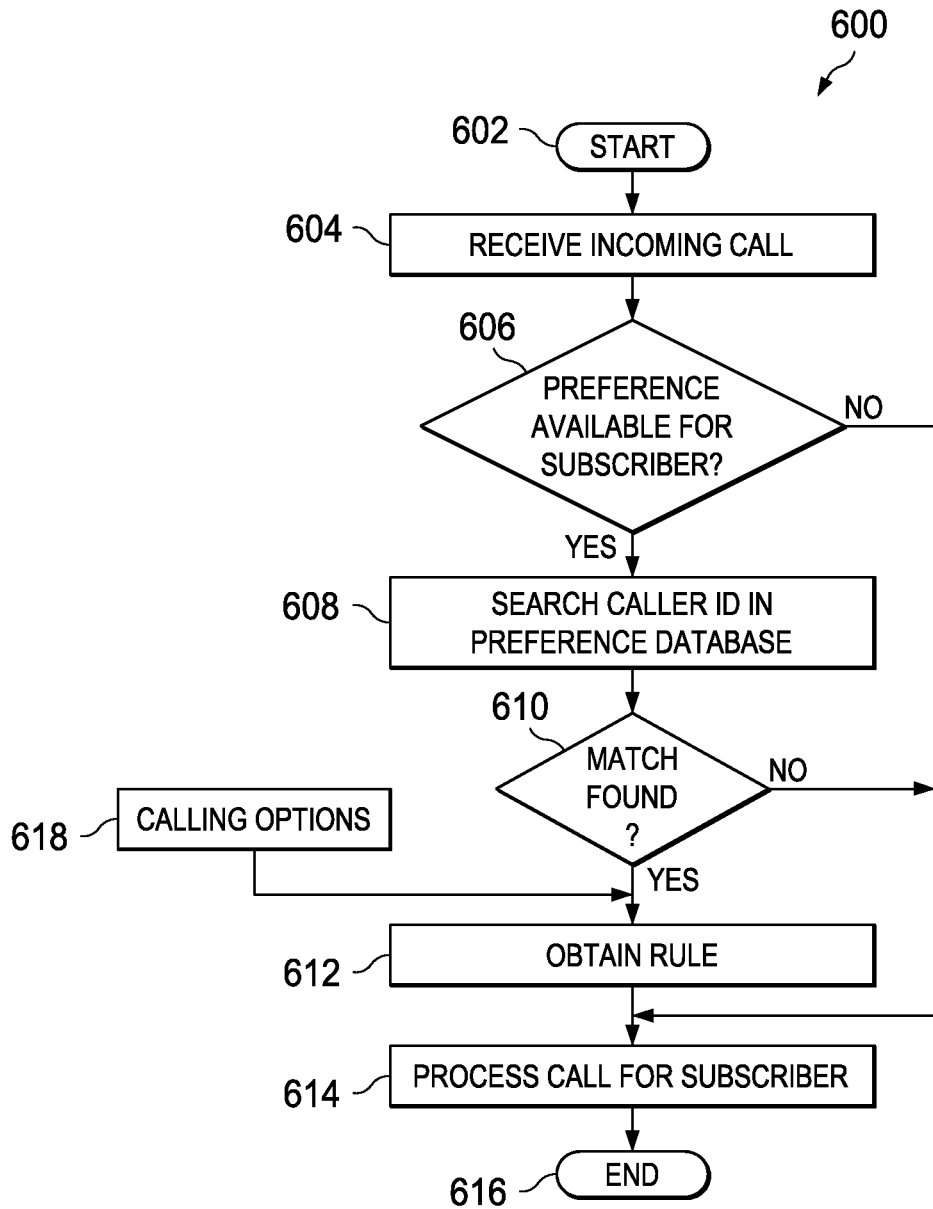 600
602
START
604
RECEIVE INCOMING CALL
606
PREFERENCE
AVAILABLE FOR
SUBSCRIBER?
NO
YES
608
SEARCH CALLER ID IN
PREFERENCE DATABASE
610
MATCH
FOUND
?
NO
618
CALLING OPTIONS
YES
612
OBTAIN RULE
614
PROCESS CALL FOR SUBSCRIBER
616
END